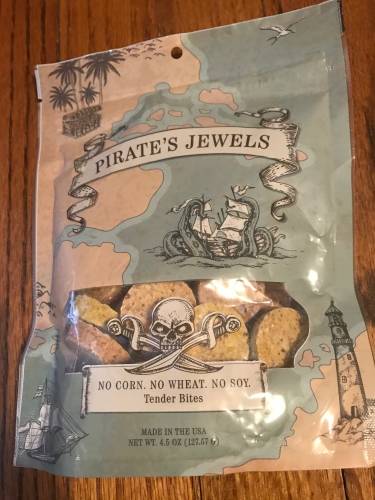 PIRATE'S JEWELS
NO CORN. NO WHEAT. NO SOY.
Tender Bites
MADE IN THE USA
NET WT. 4.5 OZ (127.57 G)